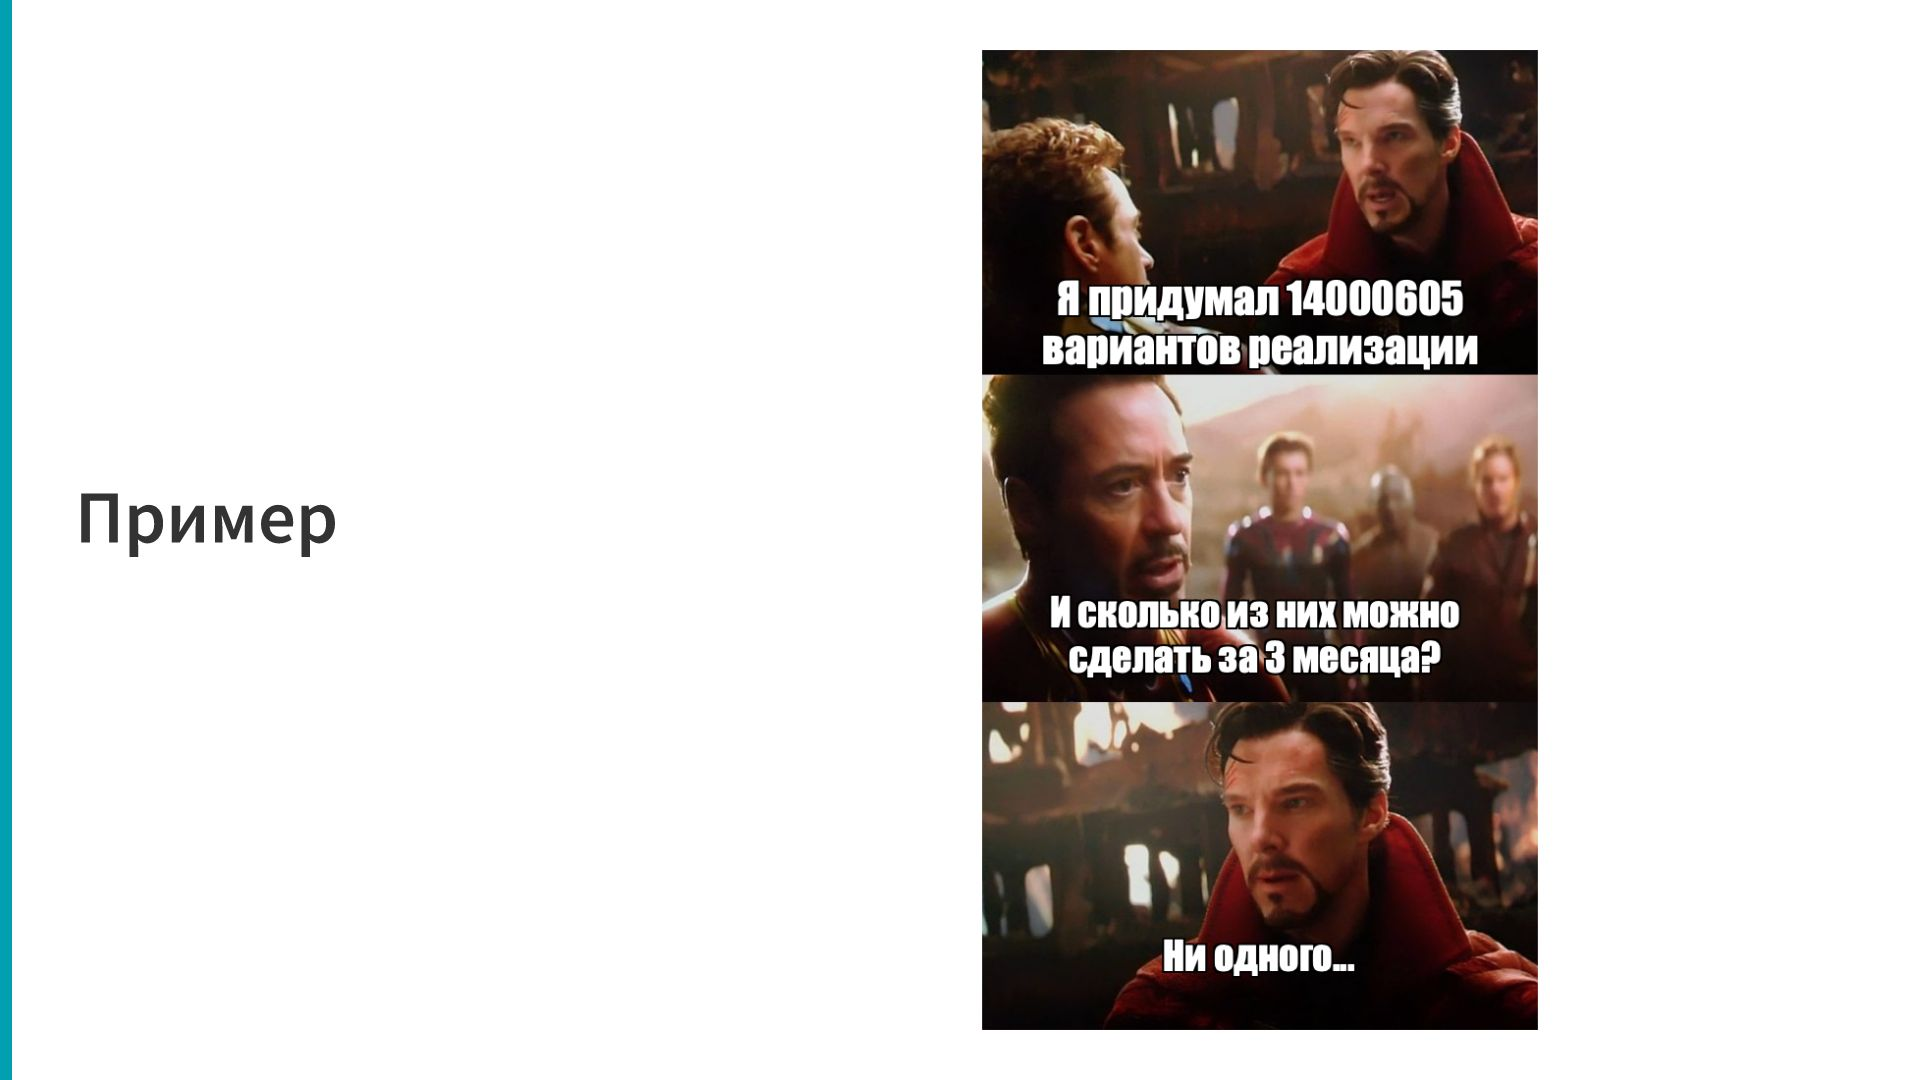 Пример
Я придумал 14000605
вариантов реализации
И сколько из них можно
сделать за 3 месяца?
Ни одного...